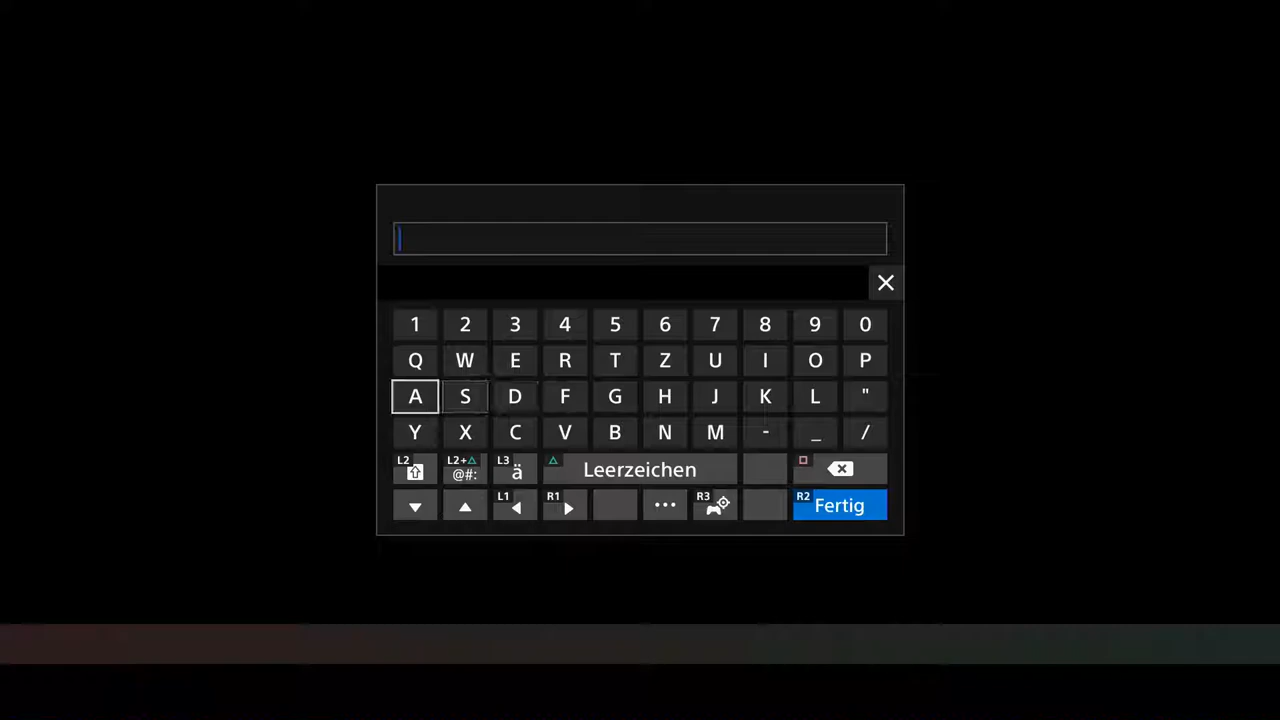 1 2 3 4 5 6 7 8 9 0
Q W E R T Z U I O P
A S D F G H J K L "
Y X C V B N M - _ /
L2 L2+△ @#: L3 ä △ Leerzeichen □
L1 R1 ... R3 R2 Fertig